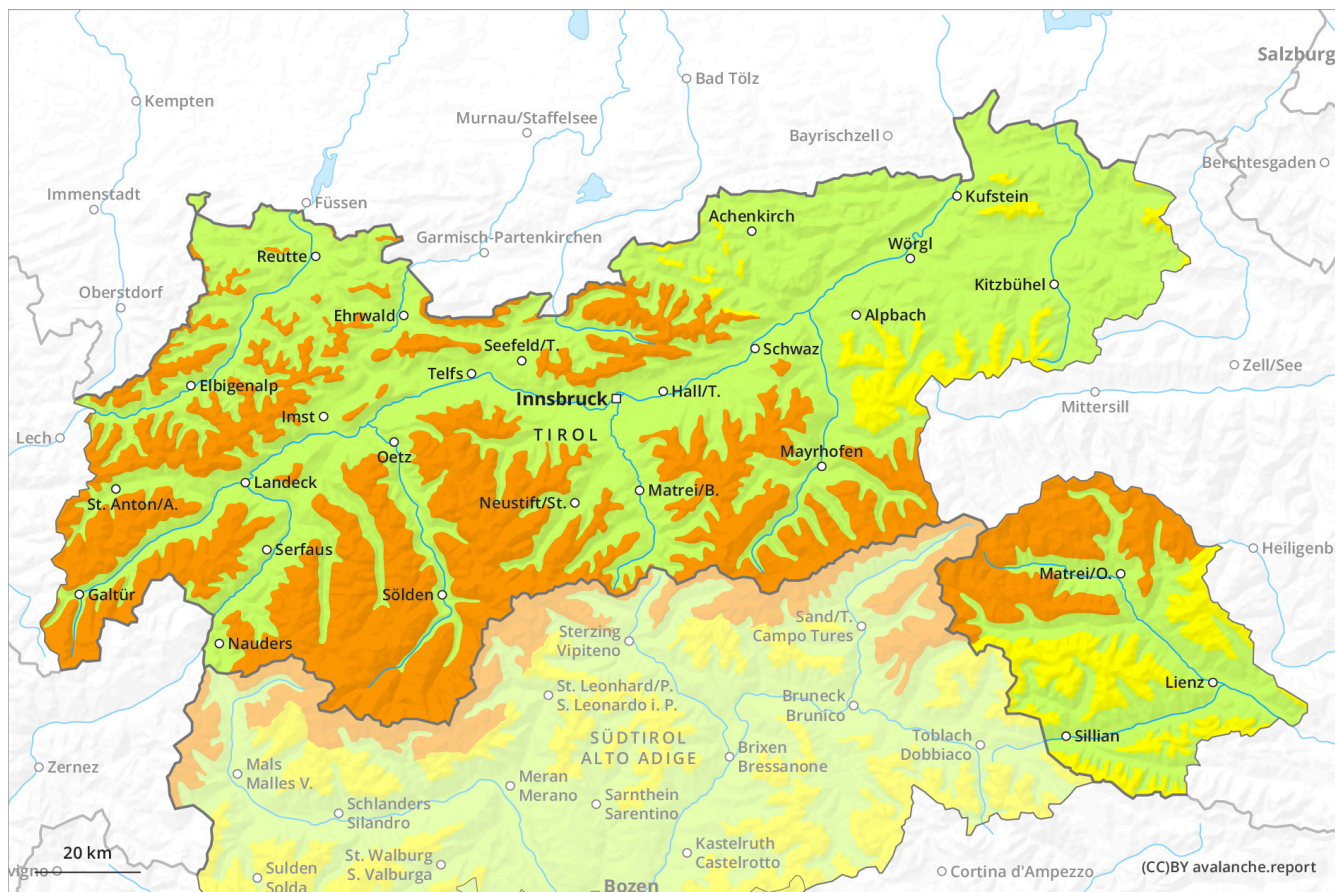 Salzburg
Bad Tölz
Kempten
Murnau/Staffelsee
Bayrischzell
Berchtesgaden
Immenstadt
Füssen
Kufstein
Achenkirch
Garmisch-Partenkirchen
Wörgl
Reutte
Oberstdorf
Kitzbühel
Ehrwald
Alpbach
Seefeld/T.
Schwaz
Zell/See
Telfs
Elbigenalp
Hall/T.
Innsbruck
Mittersill
Imst
TIROL
Lech
Oetz
Mayrhofen
Landeck
St. Anton/A.
Neustift/St.
Matrei/B.
Serfaus
Heiligenb
Matrei/O.
Galtür
Sölden
Sand/T.
Campo Tures
Sterzing
Vipiteno
Nauders
Lienz
St. Leonhard/P.
S. Leonardo i. P.
Bruneck
Brunico
Sillian
SÜDTIROL
ALTO ADIGE
Toblach
Dobbiaco
Brixen
Bressanone
Zernez
Mals
Malles V.
Meran
Merano
Sarnthein
Sarentino
Schlanders
Silandro
Kastelruth
Castelrotto
20 km
St. Walburg
S. Valburga
vigno
Sulden
Solda
Cortina d'Ampezzo
(CC)BY avalanche.report
Bozen